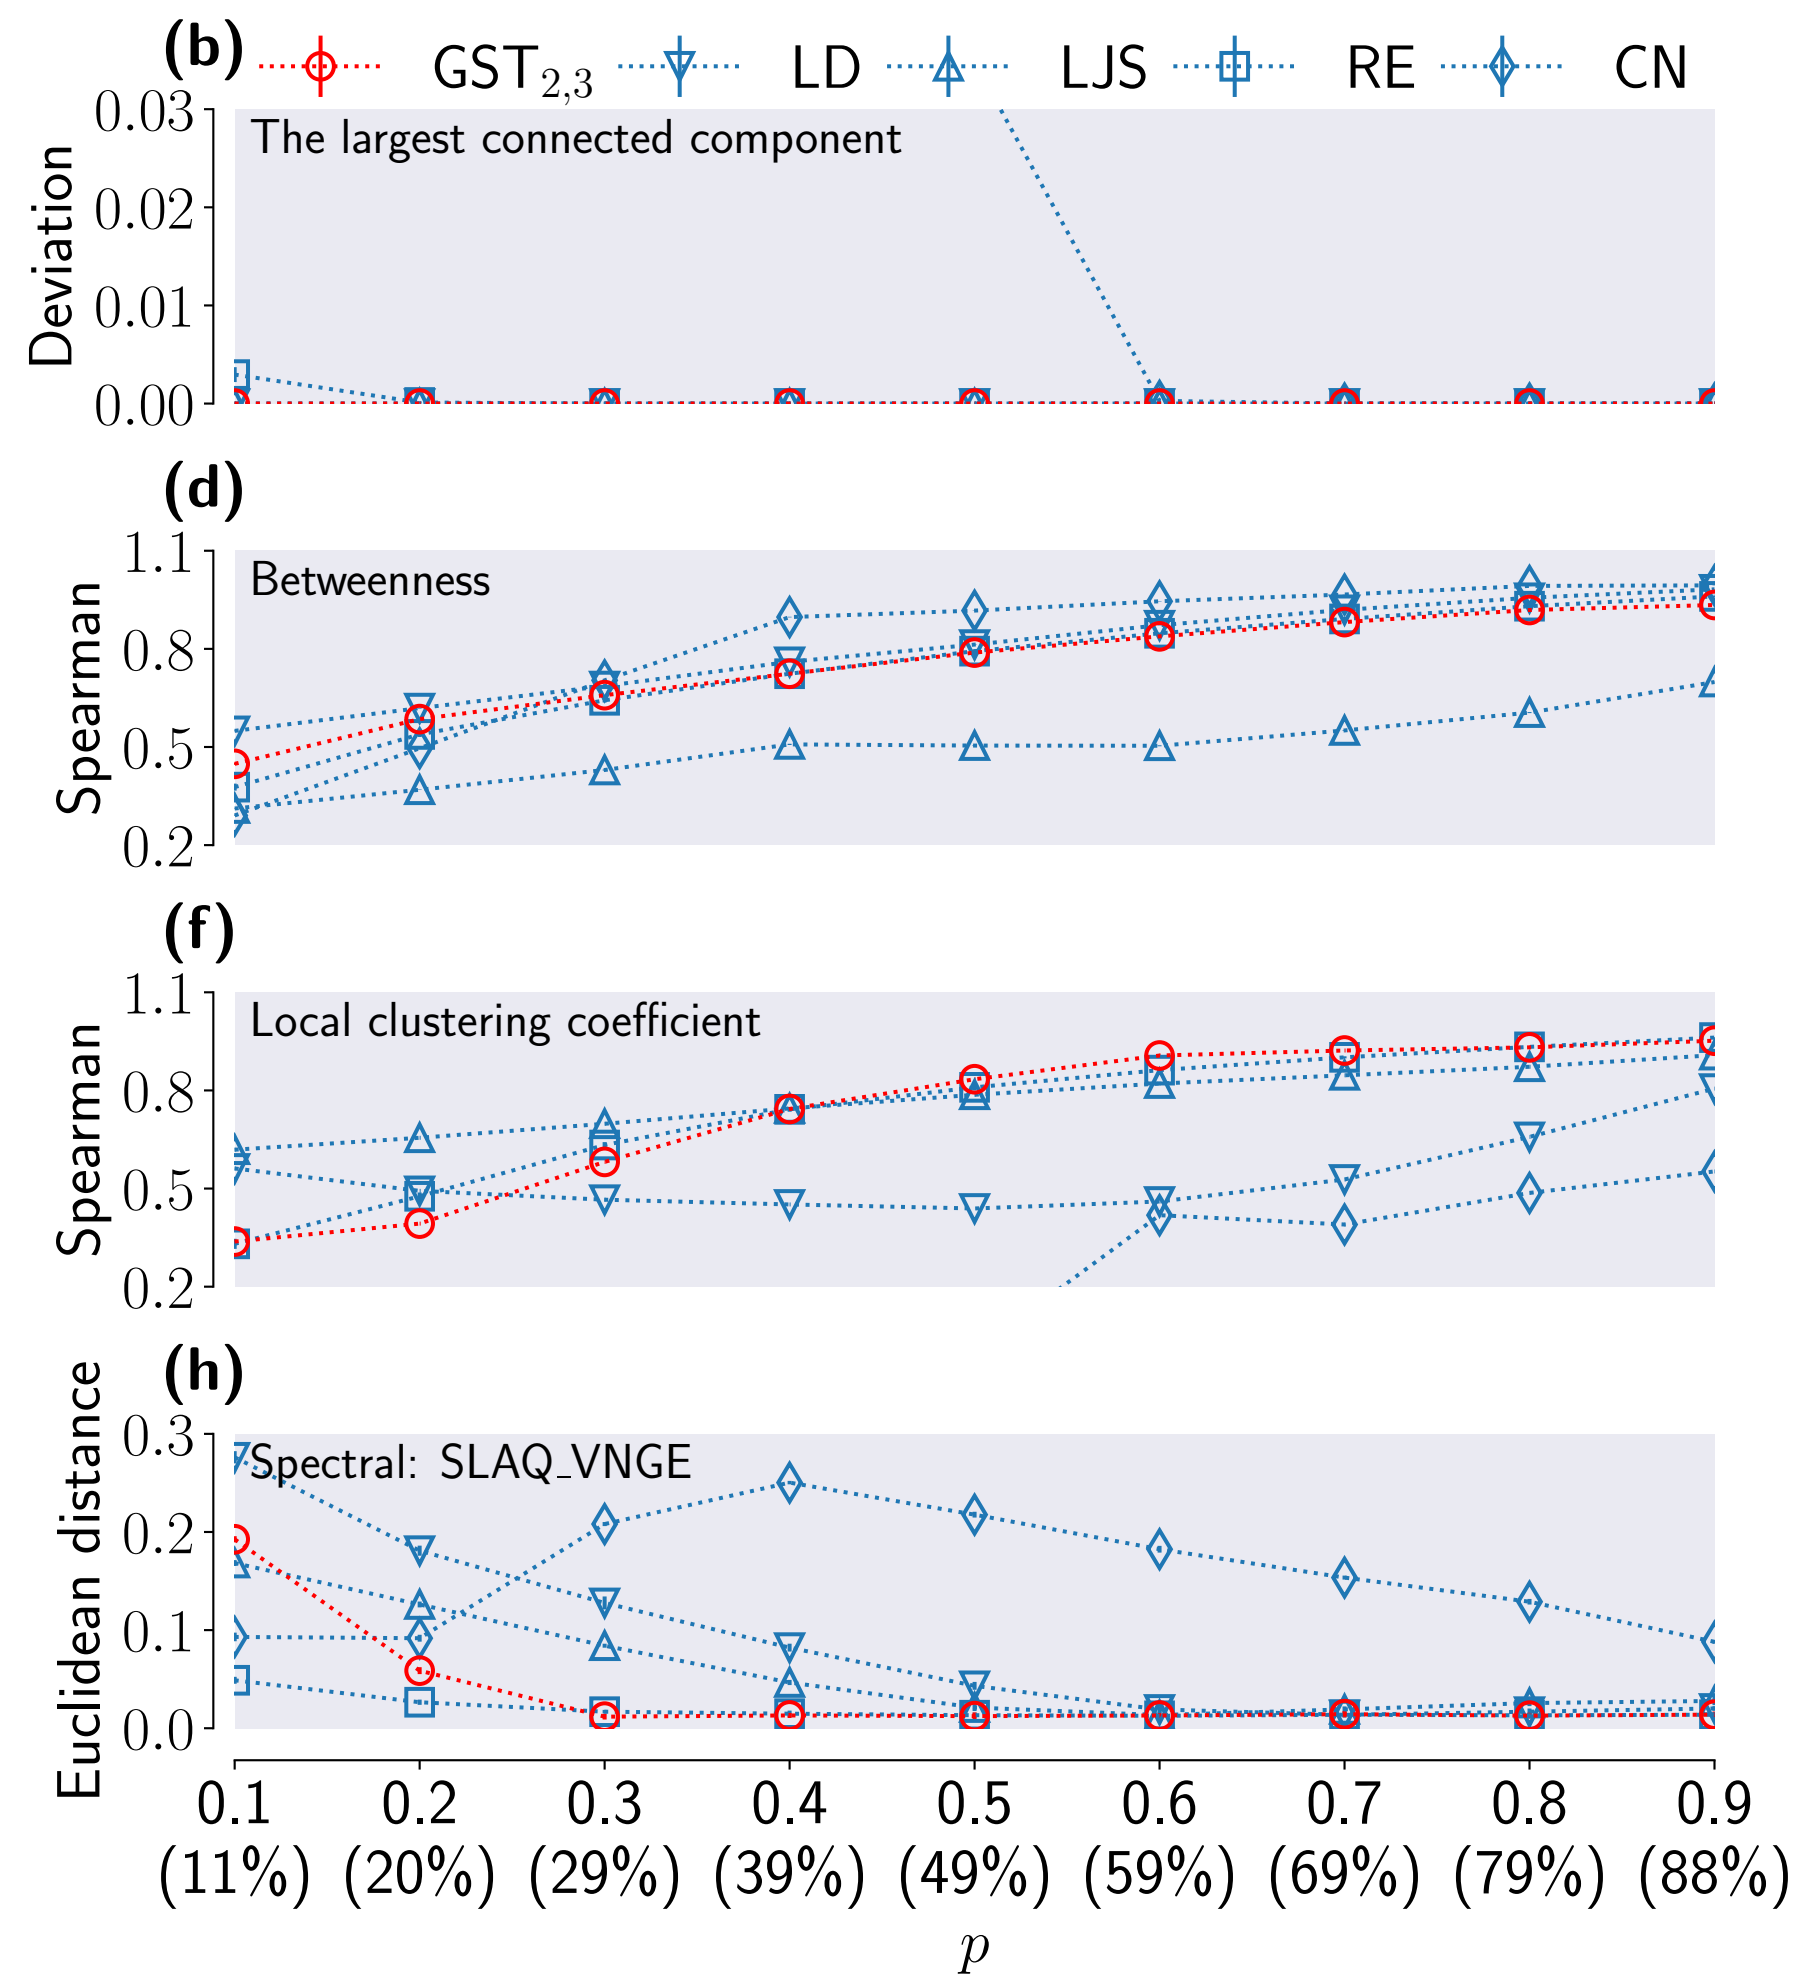 (b) GST2,3 LD LJS RE CN
The largest connected component
Deviation
0.03
0.02
0.01
0.00
(d)
Betweenness
Spearman
1.1
0.8
0.5
0.2
(f)
Local clustering coefficient
Spearman
1.1
0.8
0.5
0.2
(h)
Spectral: SLAQ_VNGE
Euclidean distance
0.3
0.2
0.1
0.0
0.1 0.2 0.3 0.4 0.5 0.6 0.7 0.8 0.9
(11%) (20%) (29%) (39%) (49%) (59%) (69%) (79%) (88%)
p